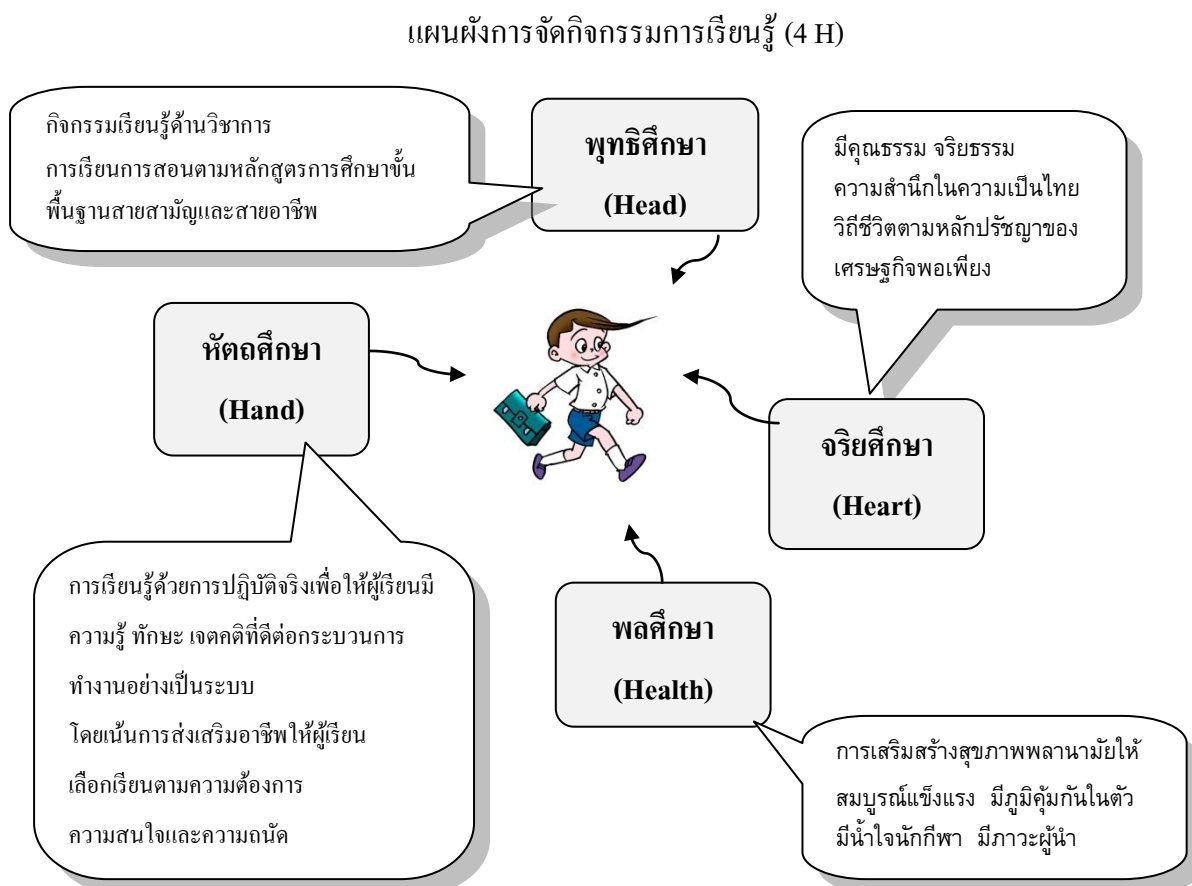 แผนผังการจัดกิจกรรมการเรียนรู้ (4 H)
กิจกรรมเรียนรู้ด้านวิชาการ
การเรียนการสอนตามหลักสูตรการศึกษาขั้น
พื้นฐานสายสามัญและสายอาชีพ
พุทธิศึกษา
(Head)
มีคุณธรรม จริยธรรม
ความสำนึกในความเป็นไทย
วิถีชีวิตตามหลักปรัชญาของ
เศรษฐกิจพอเพียง
หัตถศึกษา
(Hand)
จริยศึกษา
(Heart)
การเรียนรู้ด้วยการปฏิบัติจริงเพื่อให้ผู้เรียนมี
ความรู้ ทักษะ เจตคติที่ดีต่อกระบวนการ
ทำงานอย่างเป็นระบบ
โดยเน้นการส่งเสริมอาชีพให้ผู้เรียน
เลือกเรียนตามความต้องการ
ความสนใจและความถนัด
พลศึกษา
(Health)
การเสริมสร้างสุขภาพพลานามัยให้
สมบูรณ์แข็งแรง มีภูมิคุ้มกันในตัว
มีน้ำใจนักกีฬา มีภาวะผู้นำ